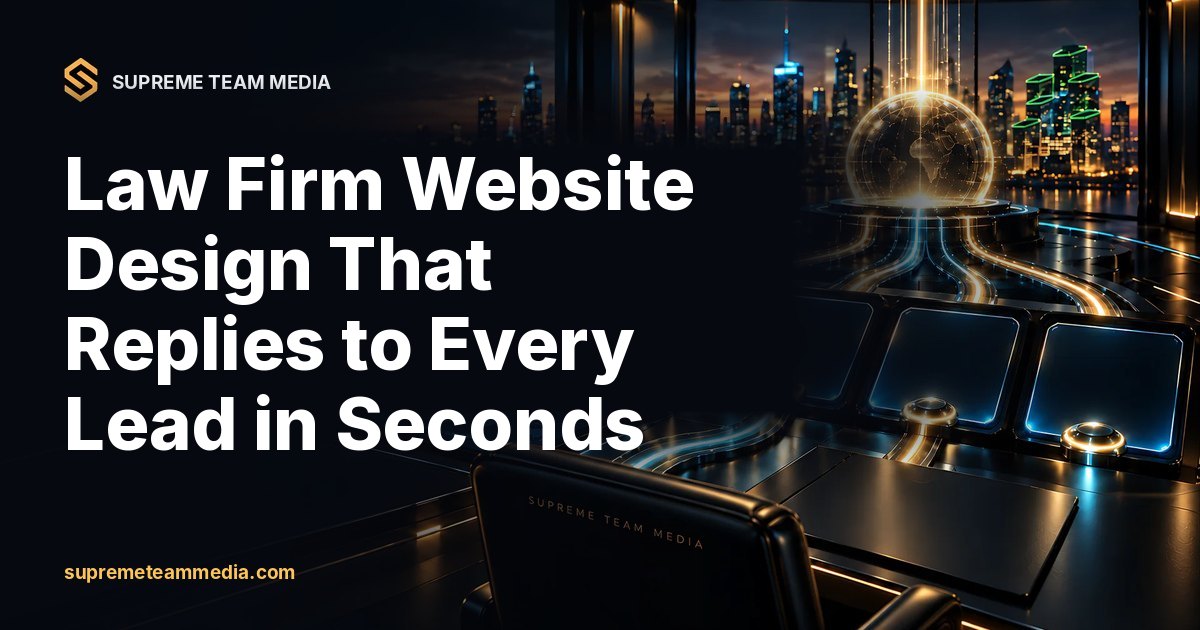 SUPREME TEAM MEDIA
Law Firm Website
Design That
Replies to Every
Lead in Seconds
SUPREME TEAM MEDIA
supremeteammedia.com